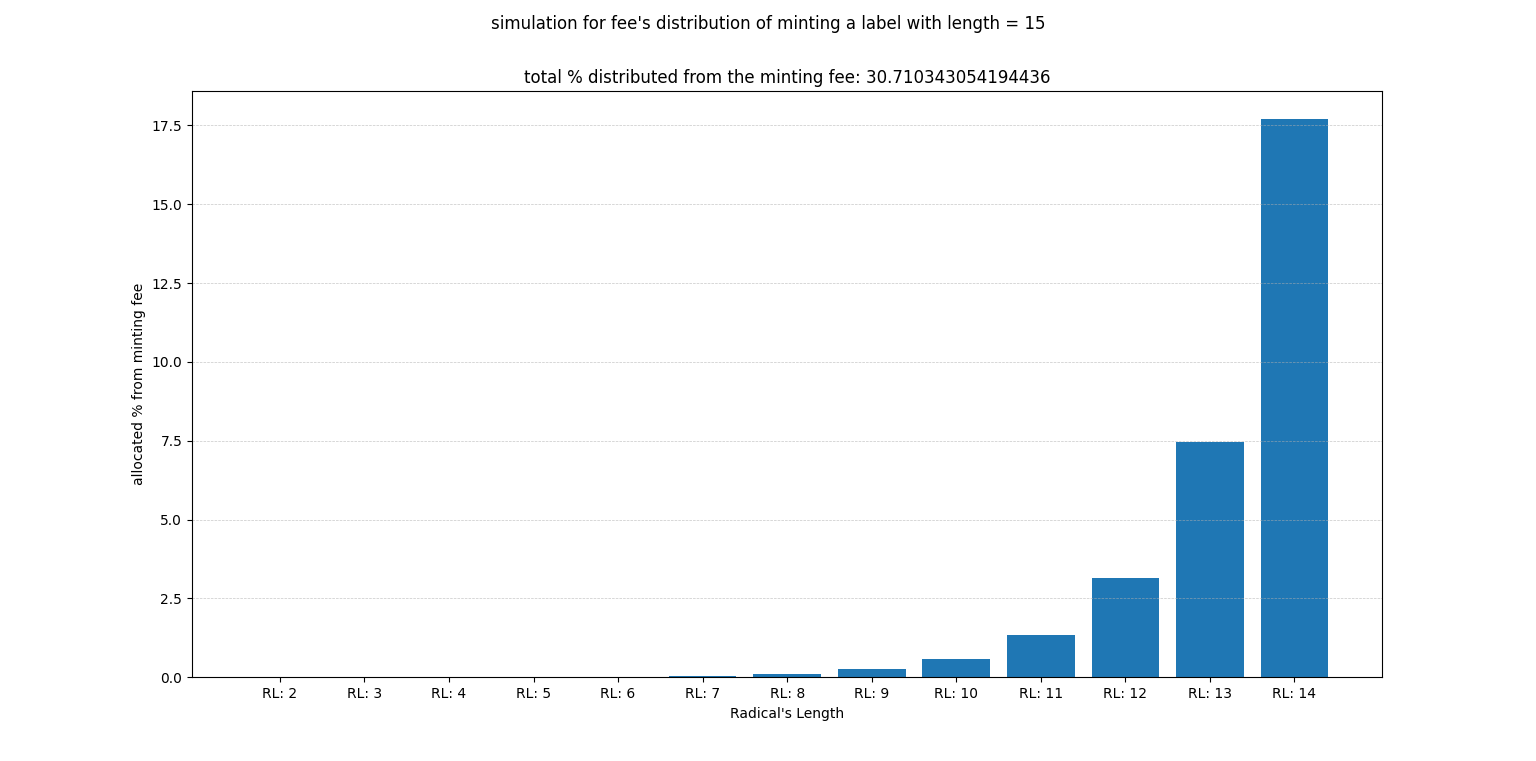 simulation for fee's distribution of minting a label with length = 15
total % distributed from the minting fee: 30.710343054194436
17.5
15.0
12.5
10.0
7.5
5.0
2.5
0.0
allocated % from minting fee
RL: 2 RL: 3 RL: 4 RL: 5 RL: 6 RL: 7 RL: 8 RL: 9 RL: 10 RL: 11 RL: 12 RL: 13 RL: 14
Radical's Length